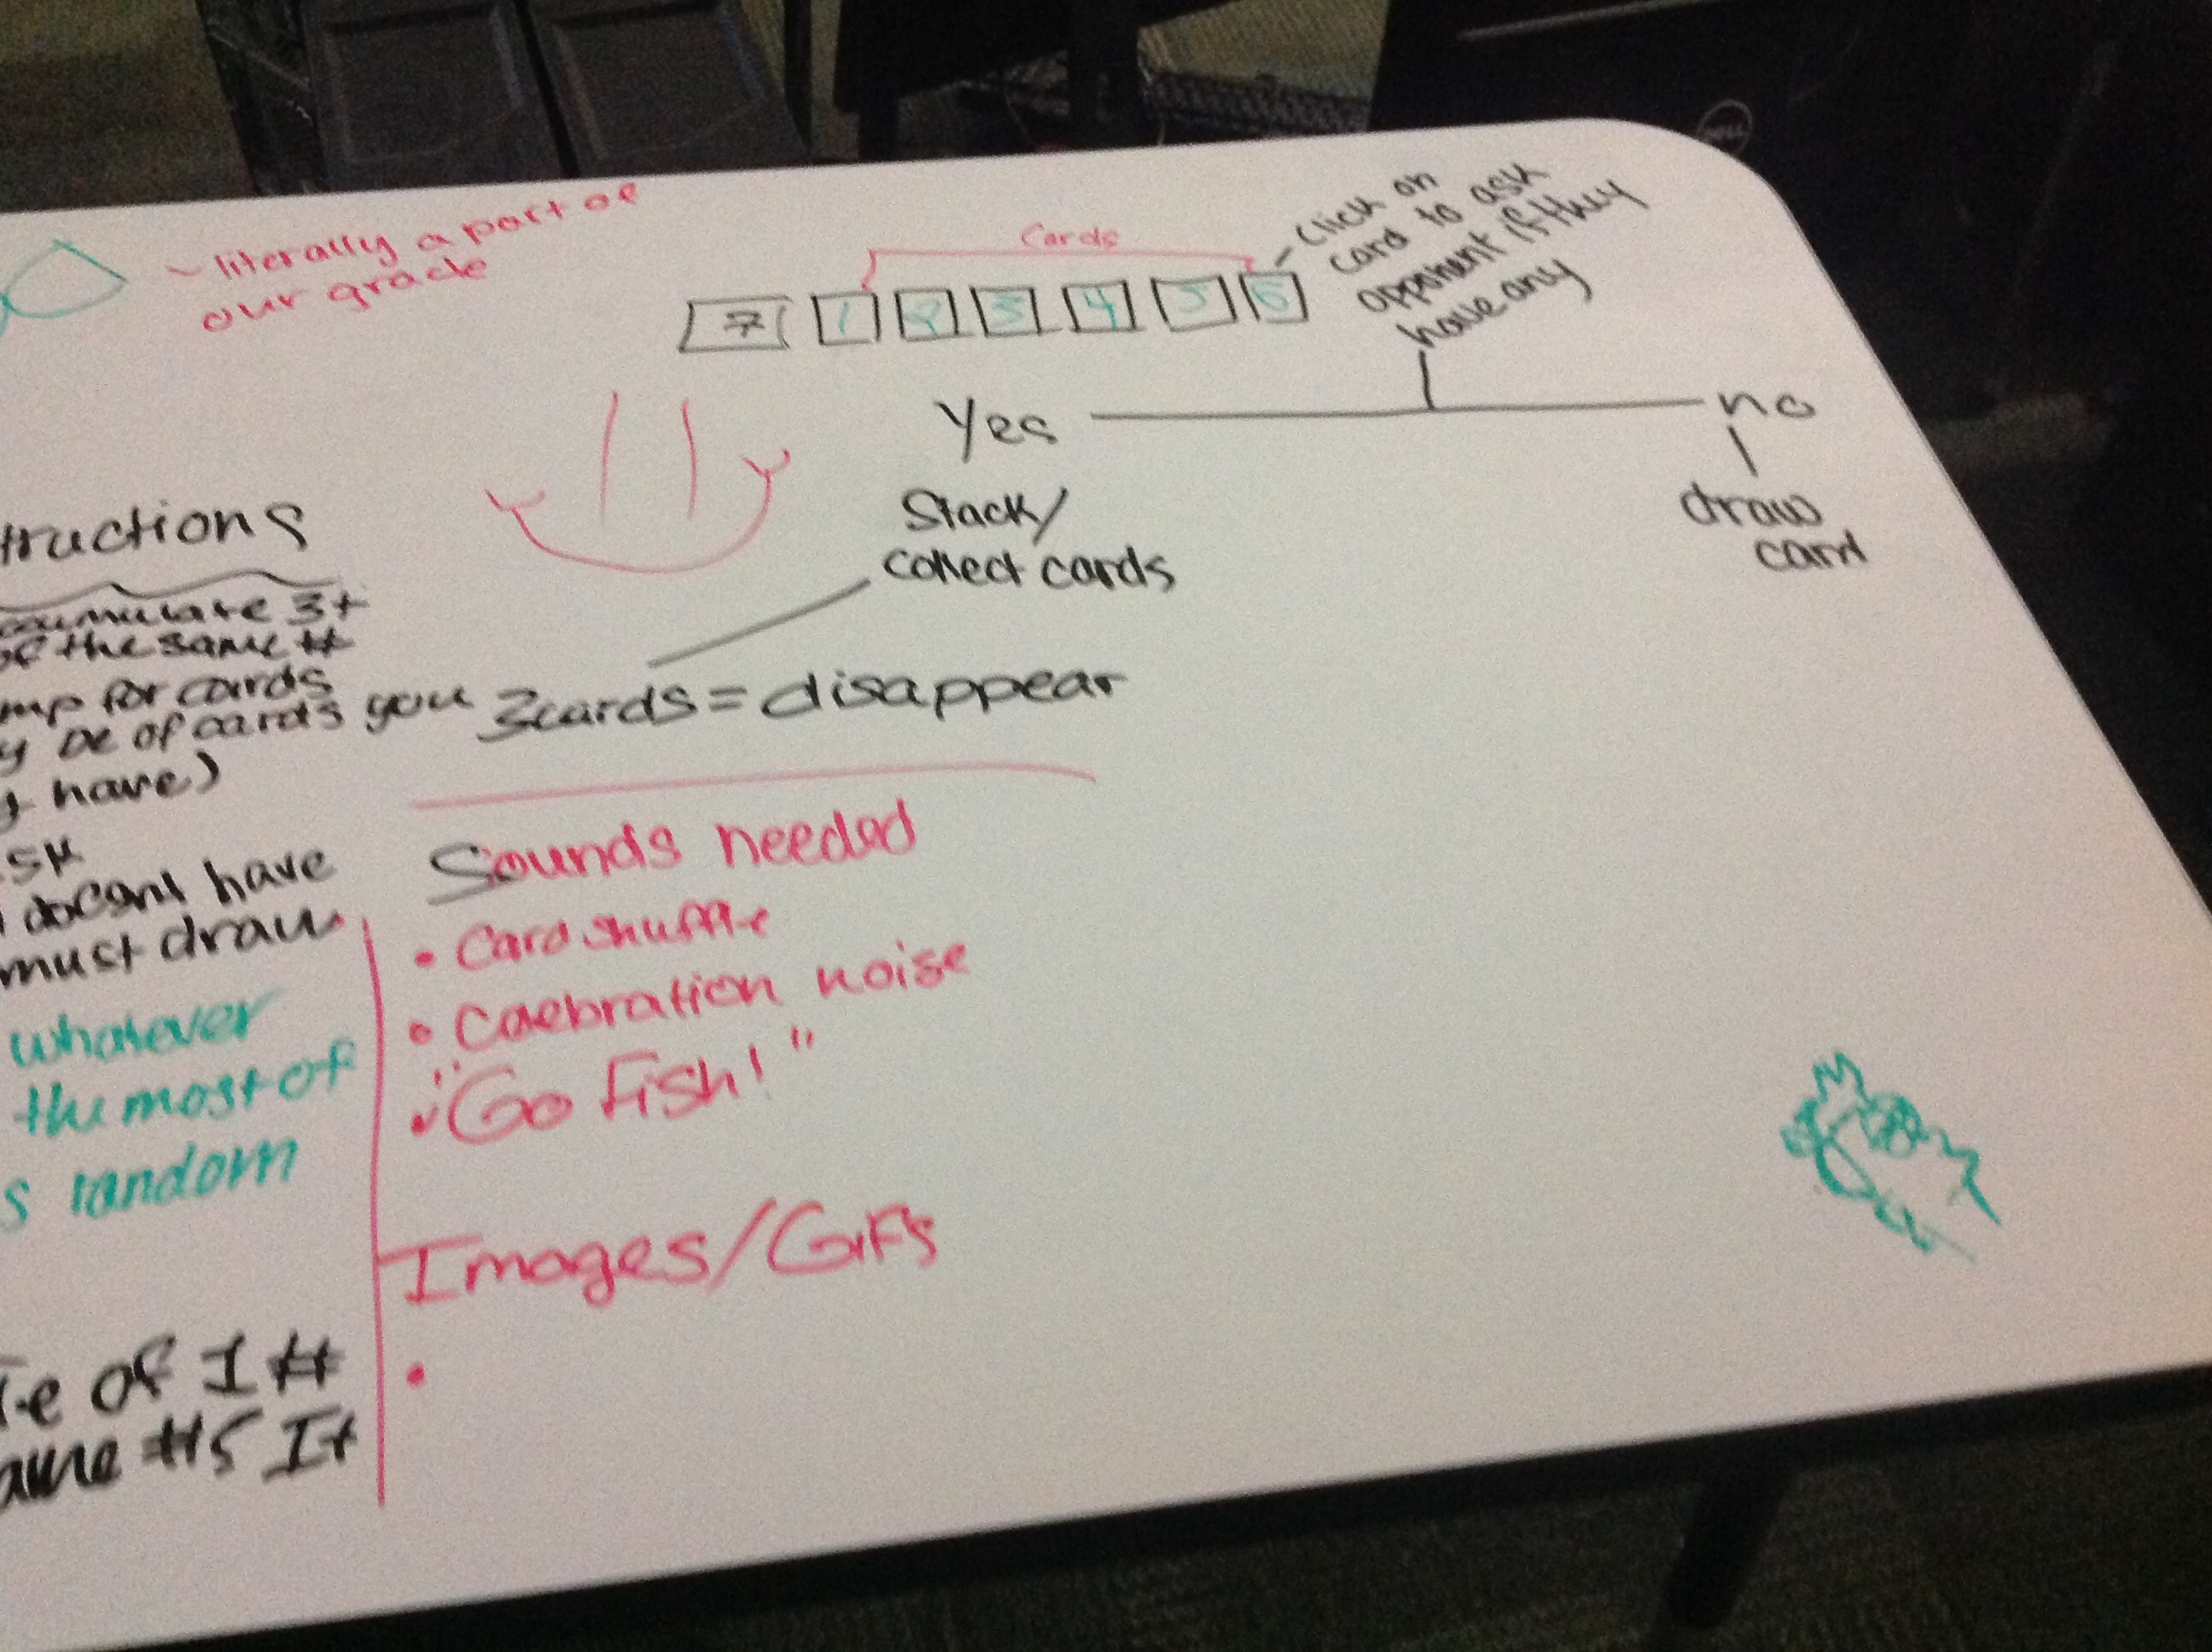 ~ literally a part of
our grade
Cards
7 1 2 3 4 5 6
Click on
card to ask
opponent if they
have any
Yes
no
Stack/
collect cards
draw
card
3cards = disappear
tructions
ccumulate 3+
of the same #
mp for cards
y be of cards you
have)
sk
doesnt have
must draw
whatever
the most of
s random
e of 1 #
ame #s It
Sounds needed
• Card shuffle
• Caebration noise
• "Go Fish!"
Images/GiFs
•
DELL